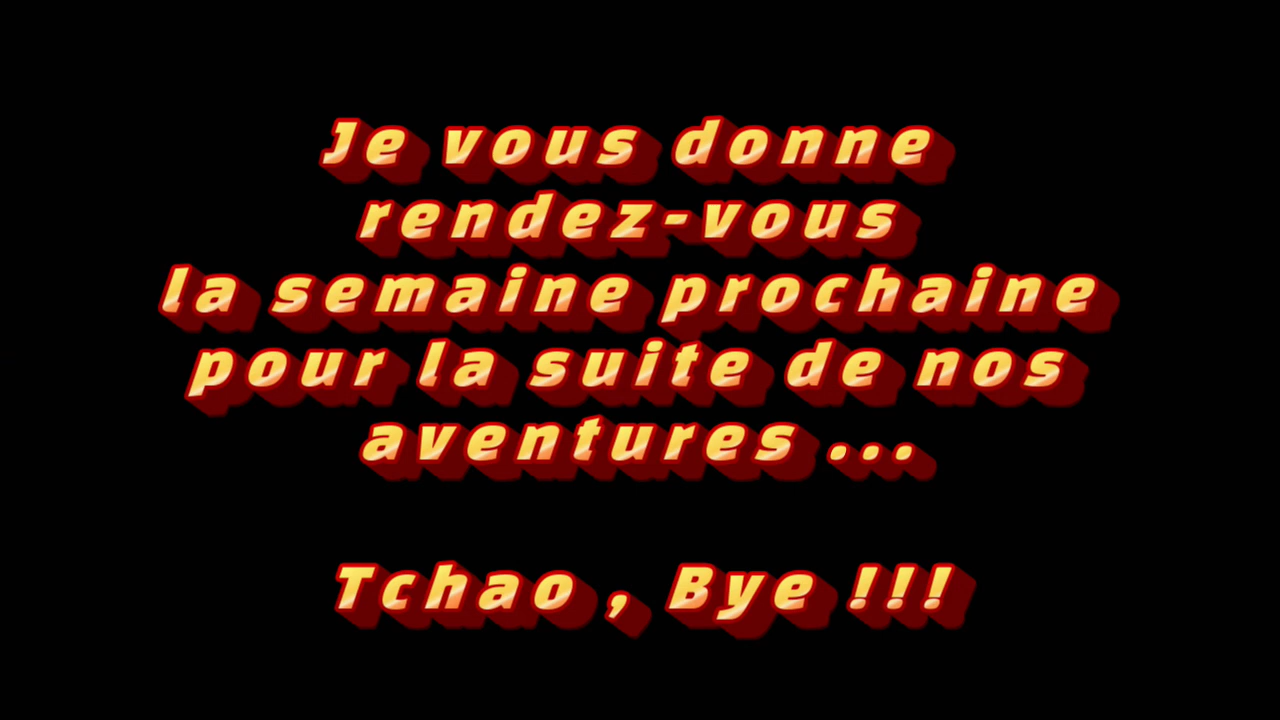 Je vous donne
rendez-vous
la semaine prochaine
pour la suite de nos
aventures ...
Tchao , Bye !!!